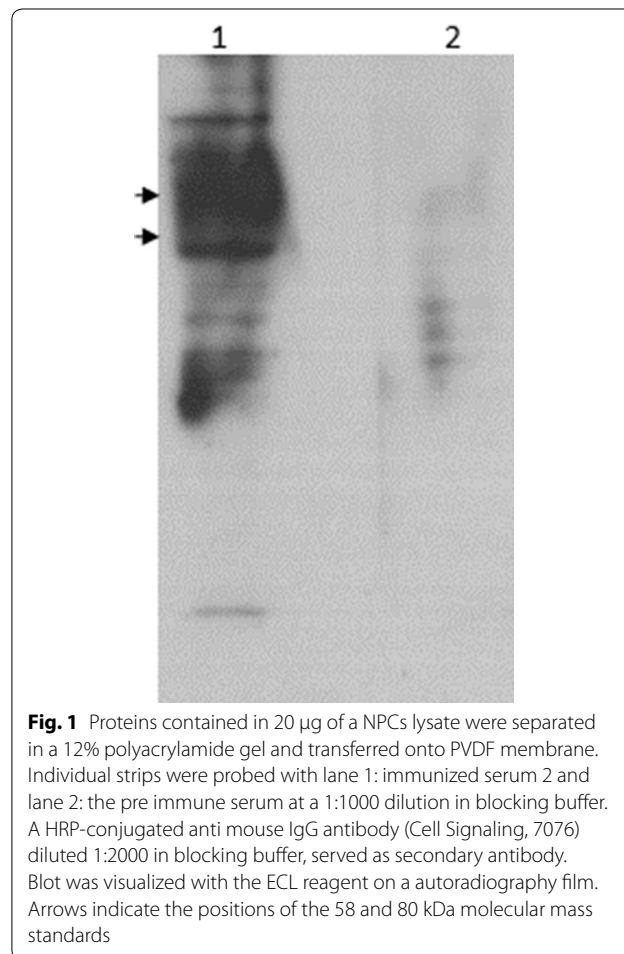 1 2
Fig. 1 Proteins contained in 20 µg of a NPCs lysate were separated
in a 12% polyacrylamide gel and transferred onto PVDF membrane.
Individual strips were probed with lane 1: immunized serum 2 and
lane 2: the pre immune serum at a 1:1000 dilution in blocking buffer.
A HRP-conjugated anti mouse IgG antibody (Cell Signaling, 7076)
diluted 1:2000 in blocking buffer, served as secondary antibody.
Blot was visualized with the ECL reagent on a autoradiography film.
Arrows indicate the positions of the 58 and 80 kDa molecular mass
standards